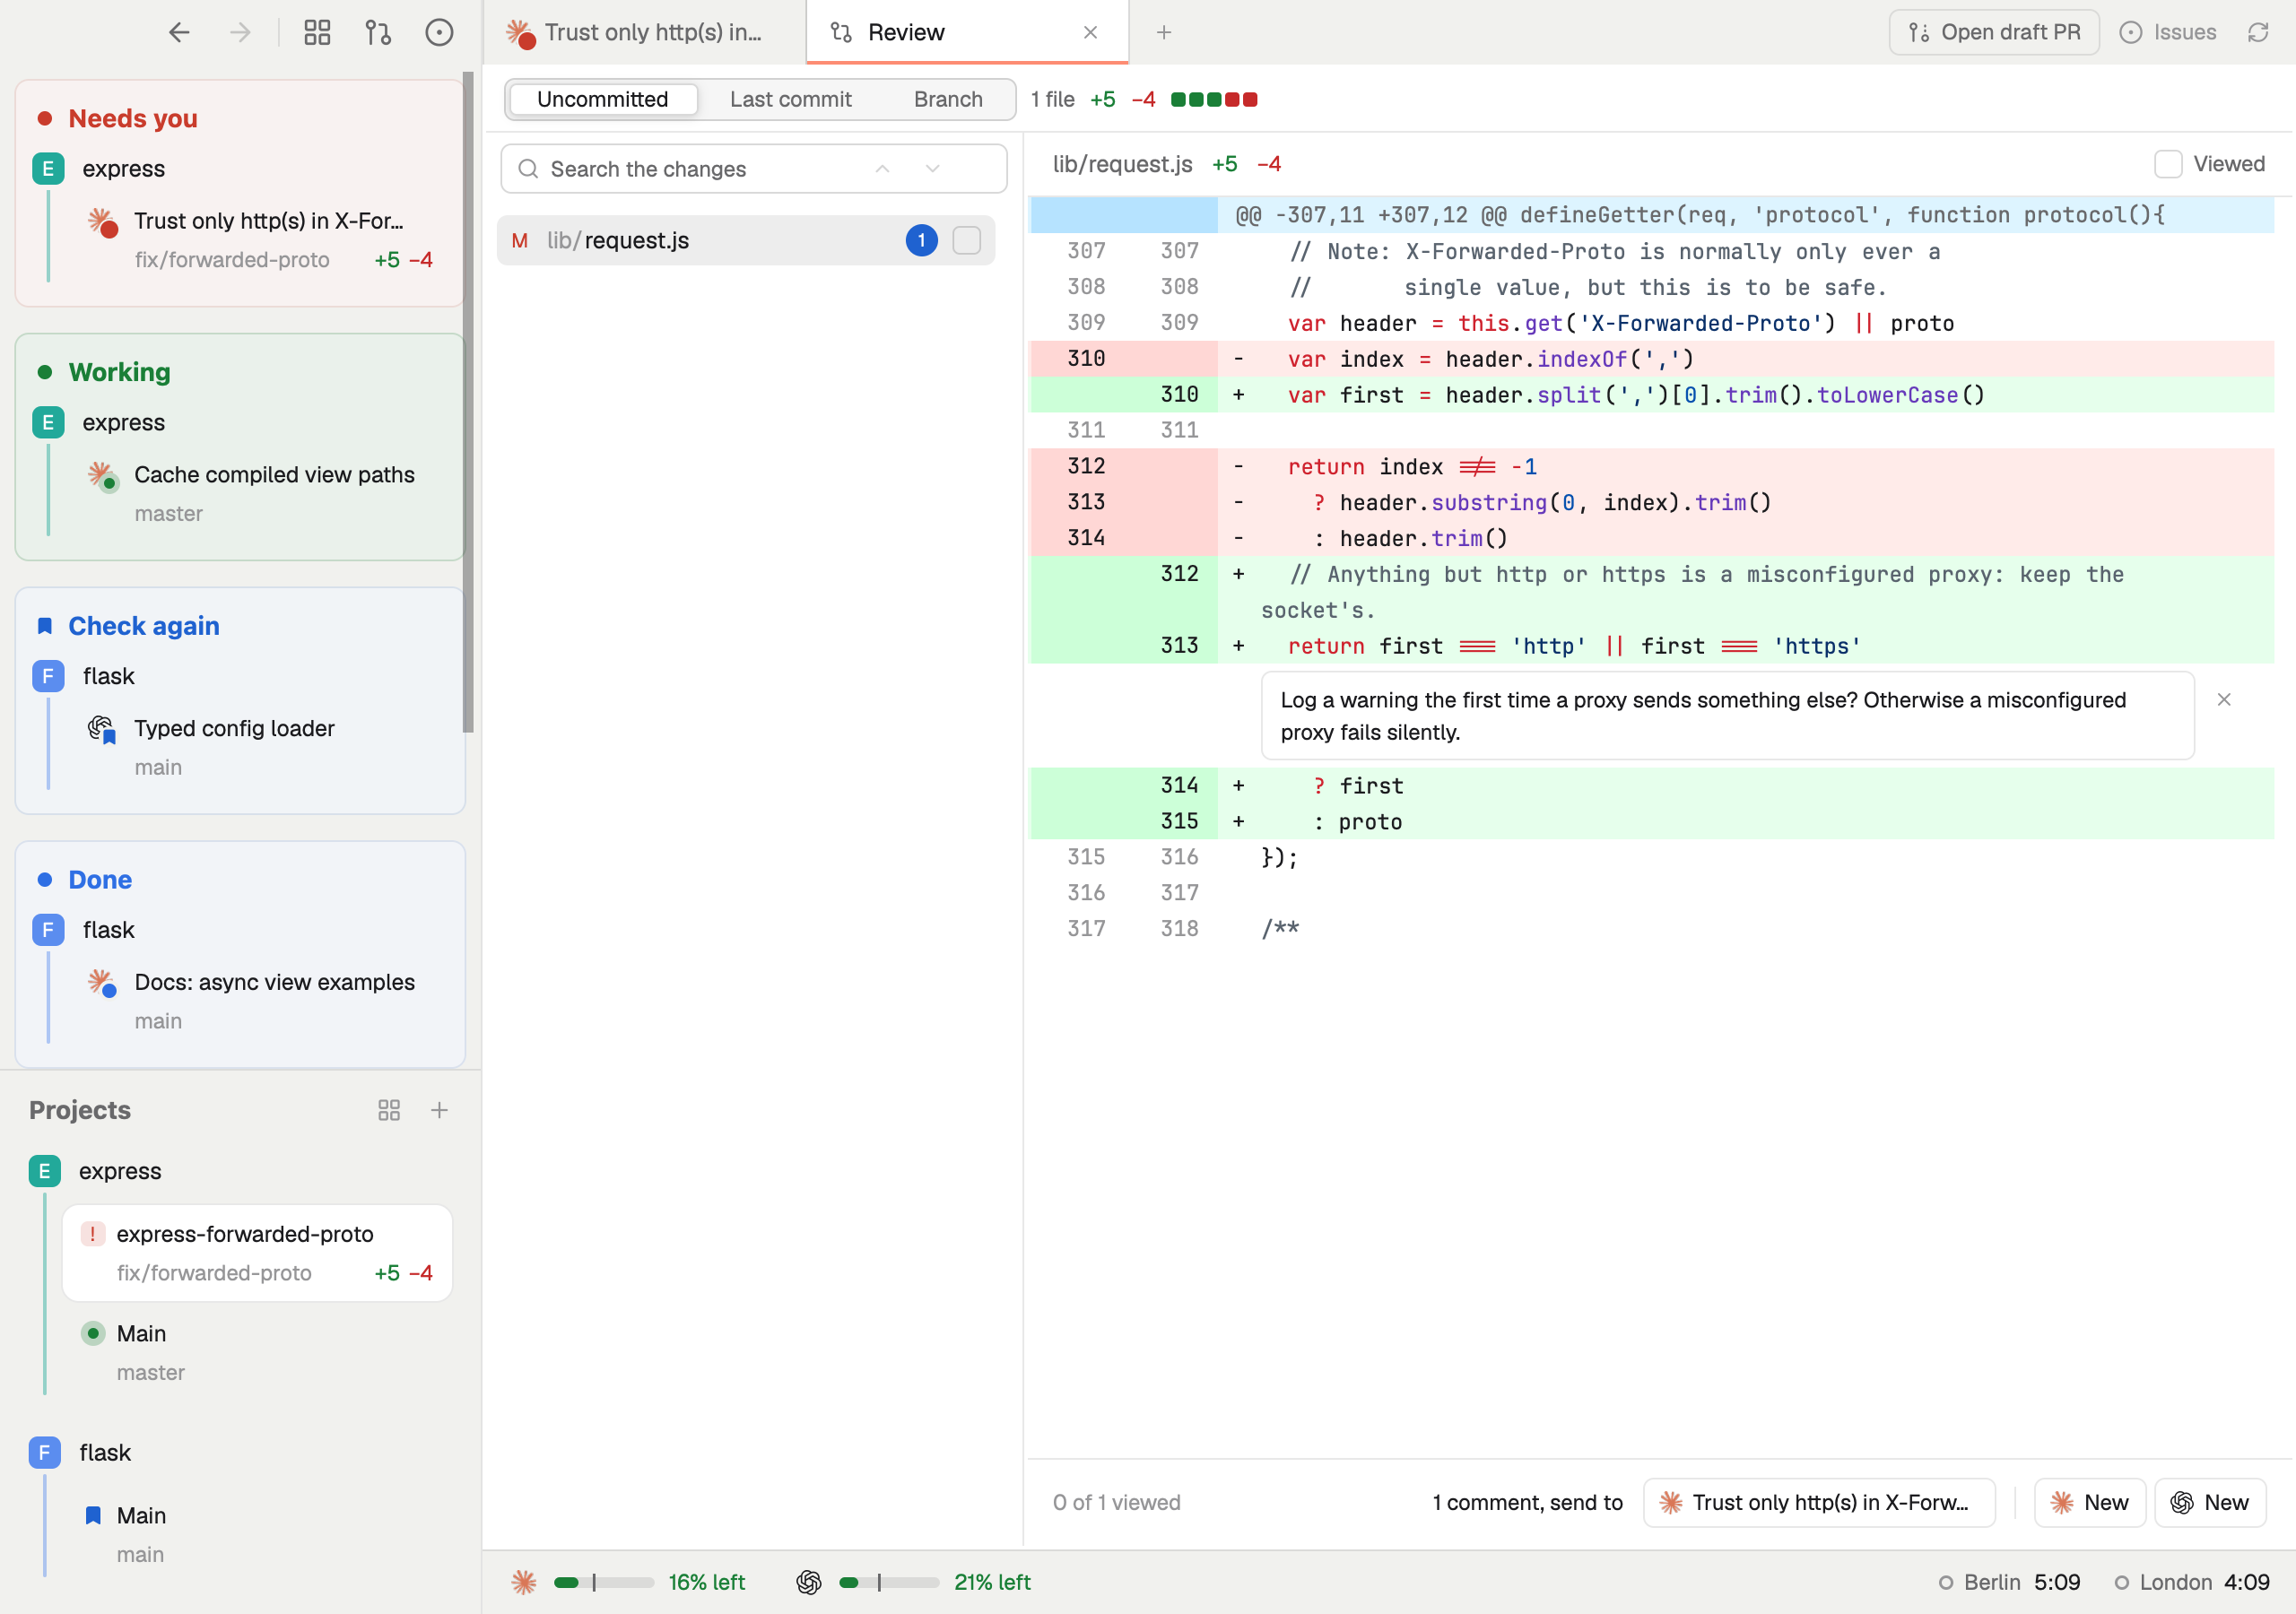 Trust only http(s) in...
Review
Open draft PR
Issues
Needs you
E express
Trust only http(s) in X-For...
fix/forwarded-proto +5 −4
Working
E express
Cache compiled view paths
master
Check again
F flask
Typed config loader
main
Done
F flask
Docs: async view examples
main
Projects
E express
! express-forwarded-proto
fix/forwarded-proto +5 −4
Main
master
F flask
Main
main
Uncommitted Last commit Branch 1 file +5 −4
Search the changes
M lib/request.js 1
lib/request.js +5 −4 Viewed
@@ -307,11 +307,12 @@ defineGetter(req, 'protocol', function protocol(){
307 307 // Note: X-Forwarded-Proto is normally only ever a
308 308 //       single value, but this is to be safe.
309 309 var header = this.get('X-Forwarded-Proto') || proto
310 - var index = header.indexOf(',')
310 + var first = header.split(',')[0].trim().toLowerCase()
311 311
312 - return index !== -1
313 - ? header.substring(0, index).trim()
314 - : header.trim()
312 + // Anything but http or https is a misconfigured proxy: keep the
socket's.
313 + return first === 'http' || first === 'https'
Log a warning the first time a proxy sends something else? Otherwise a misconfigured
proxy fails silently.
314 + ? first
315 + : proto
315 316 });
316 317
317 318 /**
0 of 1 viewed 1 comment, send to Trust only http(s) in X-Forw... New New
16% left 21% left Berlin 5:09 London 4:09